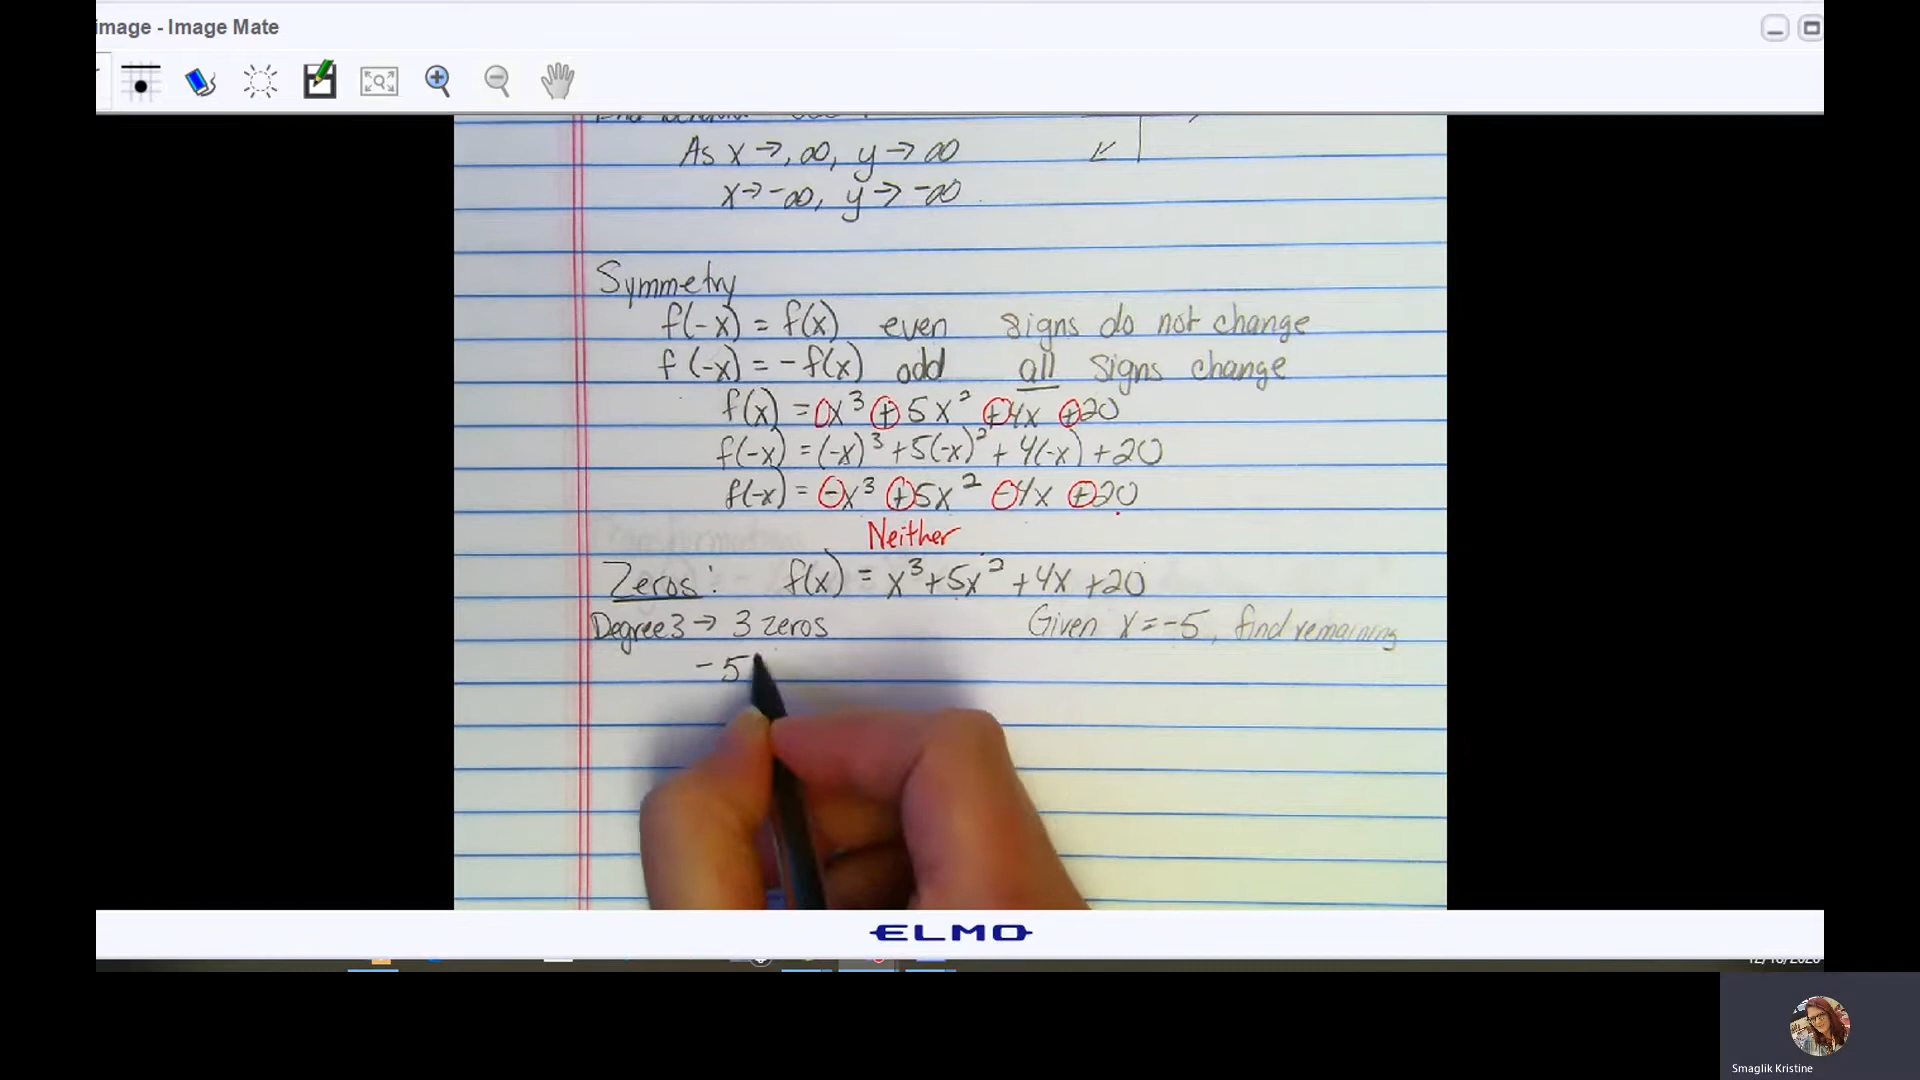 image - Image Mate
As x→∞, y→∞
x→-∞, y→-∞
Symmetry
f(-x) = f(x) even signs do not change
f(-x) = -f(x) odd all signs change
f(x) = x³ + 5x² + 4x + 20
f(-x) = (-x)³ + 5(-x)² + 4(-x) + 20
f(-x) = -x³ + 5x² - 4x + 20
Neither
Zeros: f(x) = x³ + 5x² + 4x + 20
Degree 3 → 3 zeros Given x = -5, find remaining
-5
ELMO
Smaglik Kristine